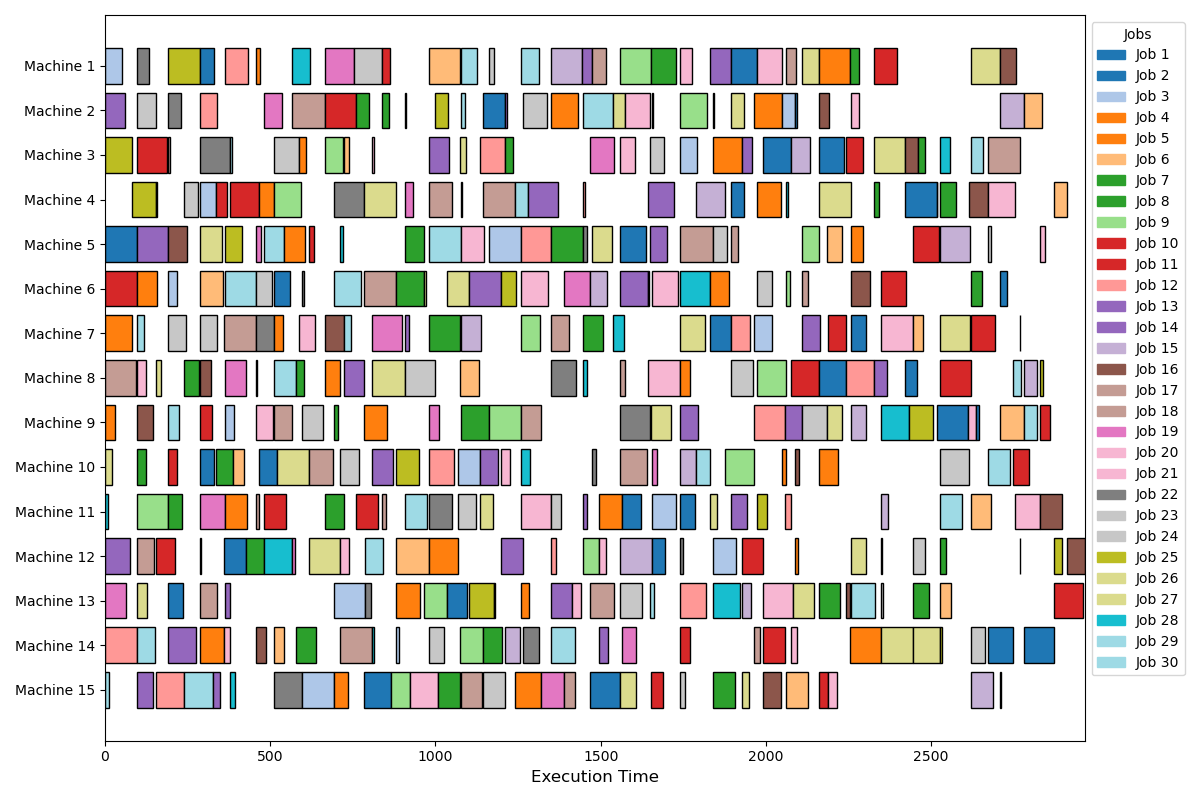 Machine 1
Machine 2
Machine 3
Machine 4
Machine 5
Machine 6
Machine 7
Machine 8
Machine 9
Machine 10
Machine 11
Machine 12
Machine 13
Machine 14
Machine 15
0 500 1000 1500 2000 2500
Execution Time
Jobs
Job 1
Job 2
Job 3
Job 4
Job 5
Job 6
Job 7
Job 8
Job 9
Job 10
Job 11
Job 12
Job 13
Job 14
Job 15
Job 16
Job 17
Job 18
Job 19
Job 20
Job 21
Job 22
Job 23
Job 24
Job 25
Job 26
Job 27
Job 28
Job 29
Job 30